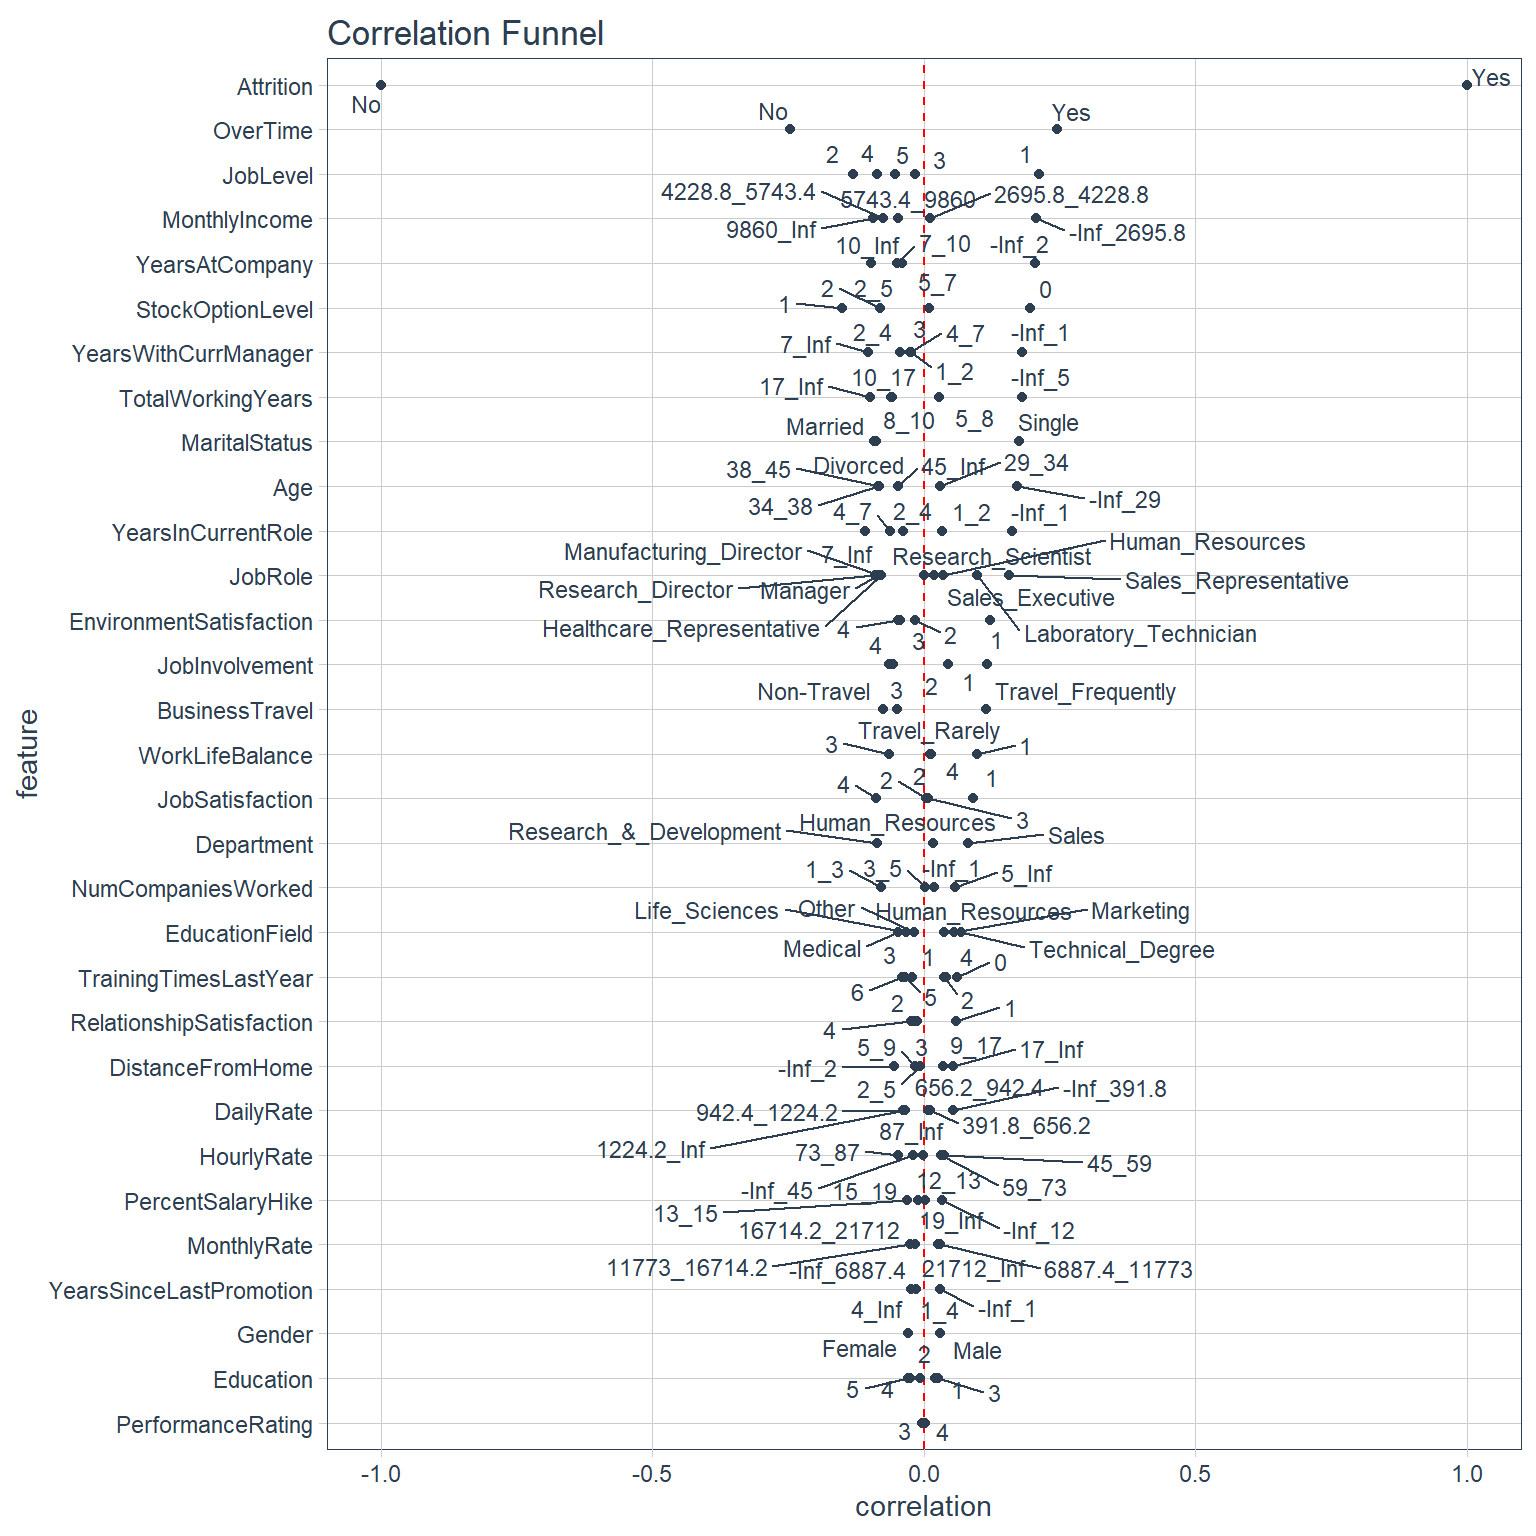 Correlation Funnel
Attrition
No
Yes
OverTime
No
Yes
JobLevel
2
4
5
3
1
MonthlyIncome
4228.8_5743.4
5743.4_9860
2695.8_4228.8
9860_Inf
-Inf_2695.8
YearsAtCompany
10_Inf
7_10
-Inf_2
2_5
5_7
StockOptionLevel
2
0
1
3
YearsWithCurrManager
7_Inf
2_4
4_7
-Inf_1
1_2
TotalWorkingYears
17_Inf
10_17
-Inf_5
8_10
5_8
MaritalStatus
Married
Single
Divorced
Age
38_45
45_Inf
29_34
34_38
-Inf_29
YearsInCurrentRole
4_7
2_4
1_2
-Inf_1
7_Inf
JobRole
Manufacturing_Director
Research_Scientist
Human_Resources
Research_Director
Manager
Sales_Executive
Sales_Representative
Healthcare_Representative
Laboratory_Technician
EnvironmentSatisfaction
4
3
2
1
JobInvolvement
4
3
2
1
BusinessTravel
Non-Travel
Travel_Frequently
Travel_Rarely
WorkLifeBalance
3
1
2
4
JobSatisfaction
4
2
1
3
Department
Research_&_Development
Human_Resources
Sales
NumCompaniesWorked
1_3
3_5
-Inf_1
5_Inf
EducationField
Life_Sciences
Other
Human_Resources
Marketing
Medical
Technical_Degree
TrainingTimesLastYear
3
1
4
0
6
5
2
RelationshipSatisfaction
2
1
4
3
DistanceFromHome
5_9
9_17
17_Inf
-Inf_2
2_5
DailyRate
656.2_942.4
-Inf_391.8
942.4_1224.2
391.8_656.2
1224.2_Inf
HourlyRate
87_Inf
73_87
45_59
-Inf_45
59_73
PercentSalaryHike
15_19
12_13
13_15
19_Inf
-Inf_12
MonthlyRate
16714.2_21712
11773_16714.2
-Inf_6887.4
21712_Inf
6887.4_11773
YearsSinceLastPromotion
4_Inf
1_4
-Inf_1
Gender
Female
Male
Education
2
5
4
1
3
PerformanceRating
3
4
feature
-1.0
-0.5
0.0
0.5
1.0
correlation